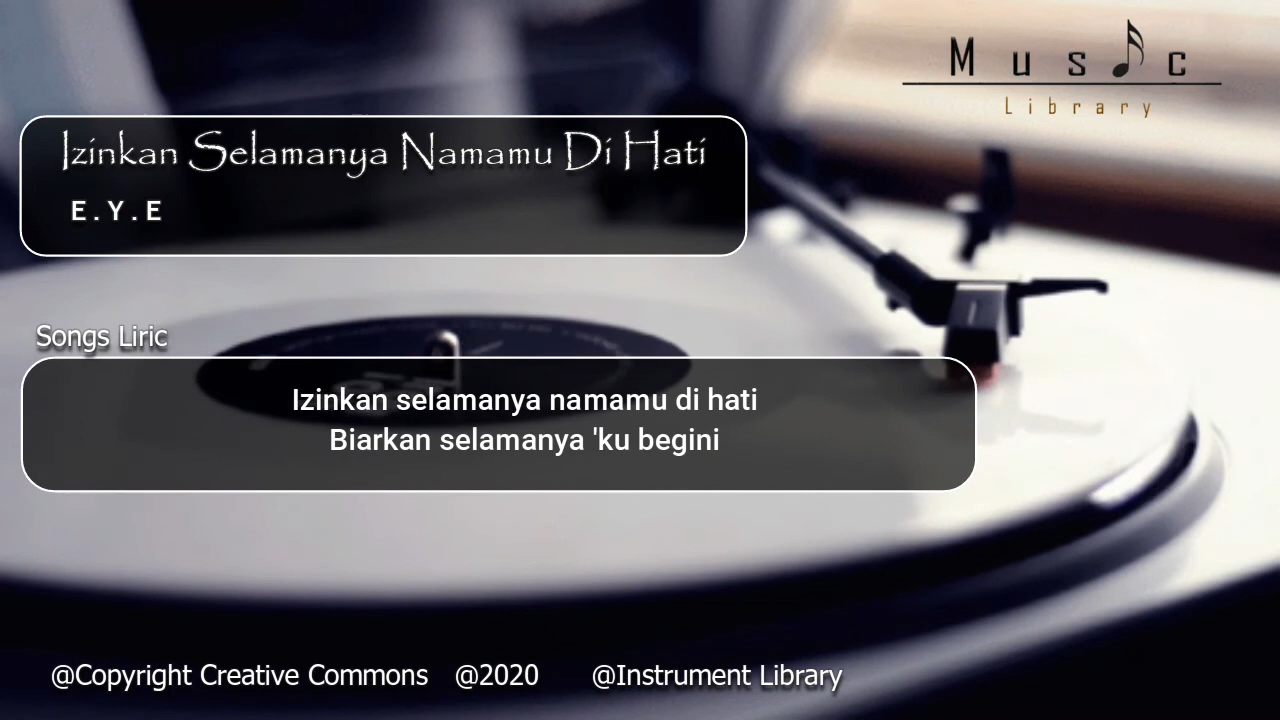 Music
Library
Izinkan Selamanya Namamu Di Hati
E.Y.E
Songs Liric
Izinkan selamanya namamu di hati
Biarkan selamanya 'ku begini
@Copyright Creative Commons @2020 @Instrument Library